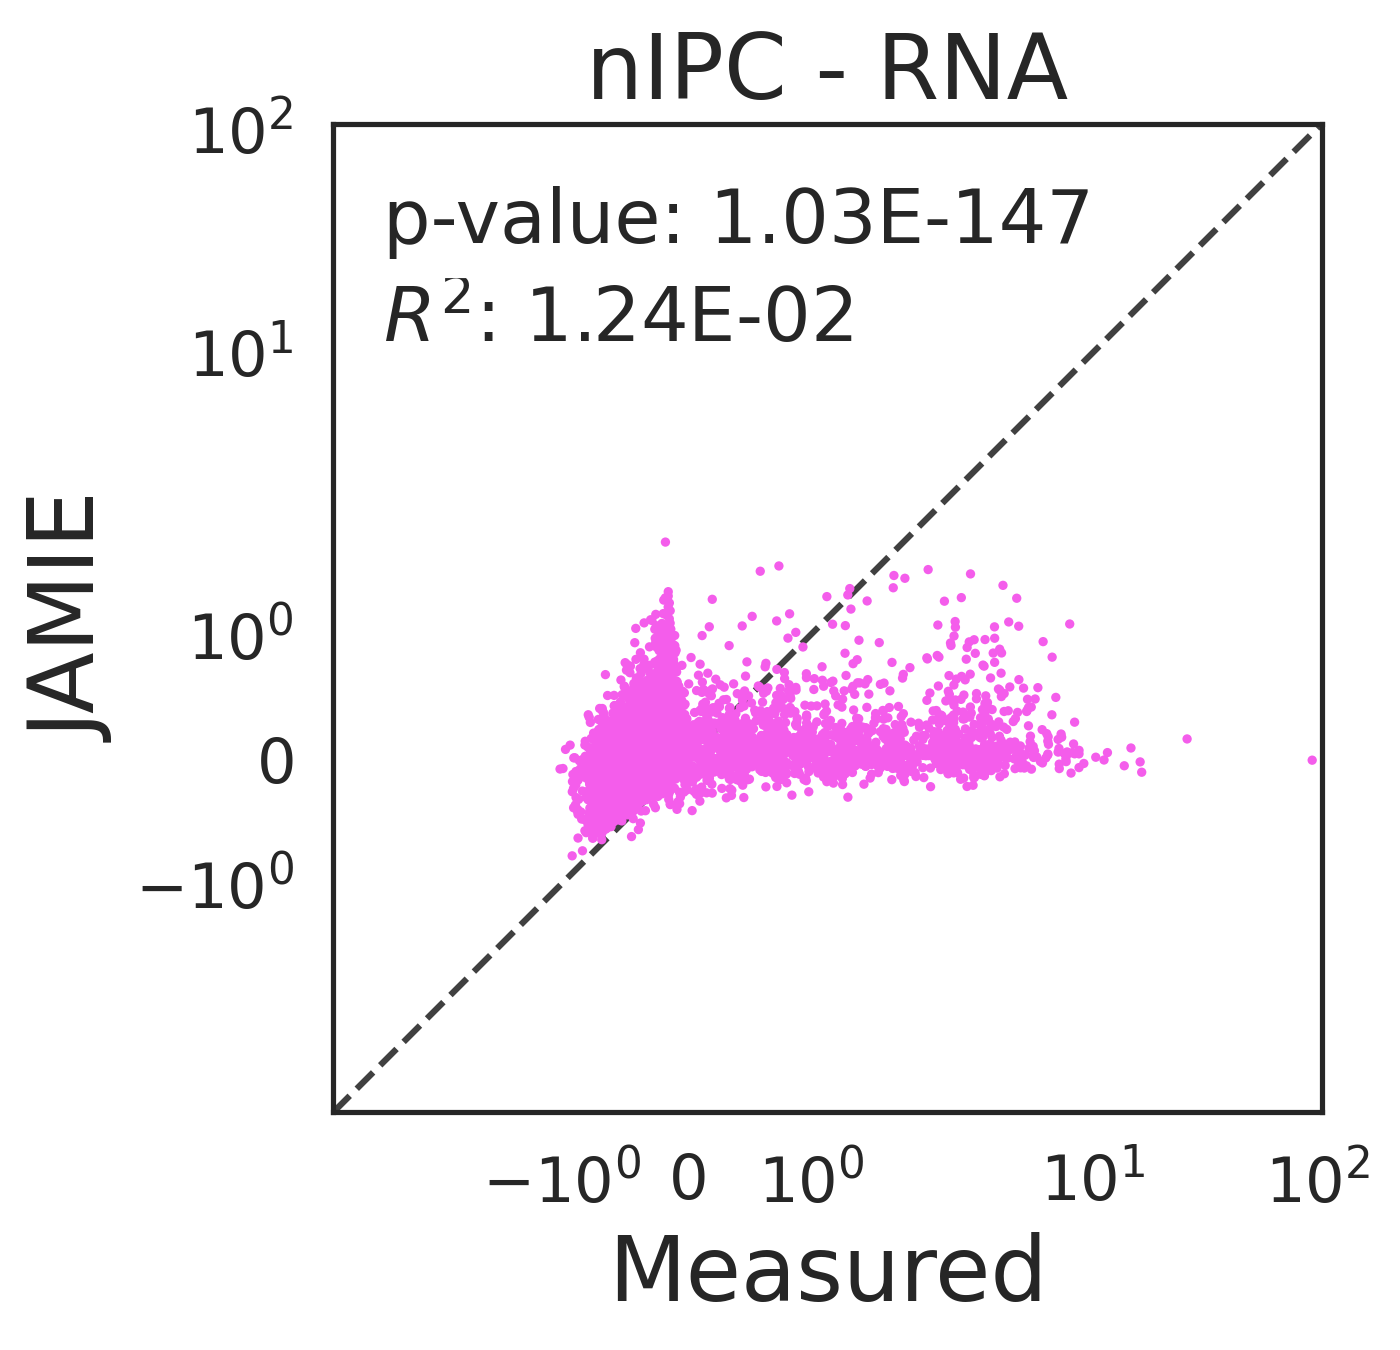 nIPC - RNA
p-value: 1.03E-147
R²: 1.24E-02
JAMIE
10²
10¹
10⁰
0
−10⁰
−10⁰ 0 10⁰ 10¹ 10²
Measured